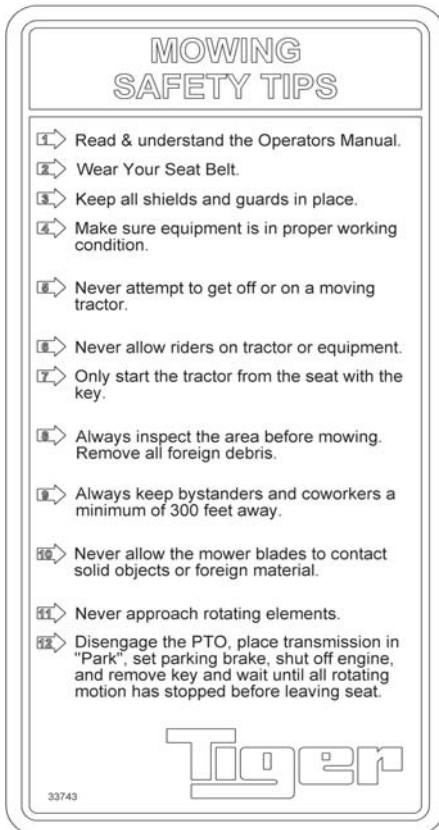 MOWING
SAFETY TIPS
1 Read & understand the Operators Manual.
2 Wear Your Seat Belt.
3 Keep all shields and guards in place.
4 Make sure equipment is in proper working
condition.
5 Never attempt to get off or on a moving
tractor.
6 Never allow riders on tractor or equipment.
7 Only start the tractor from the seat with the
key.
8 Always inspect the area before mowing.
Remove all foreign debris.
9 Always keep bystanders and coworkers a
minimum of 300 feet away.
10 Never allow the mower blades to contact
solid objects or foreign material.
11 Never approach rotating elements.
12 Disengage the PTO, place transmission in
"Park", set parking brake, shut off engine,
and remove key and wait until all rotating
motion has stopped before leaving seat.
Tiger
33743